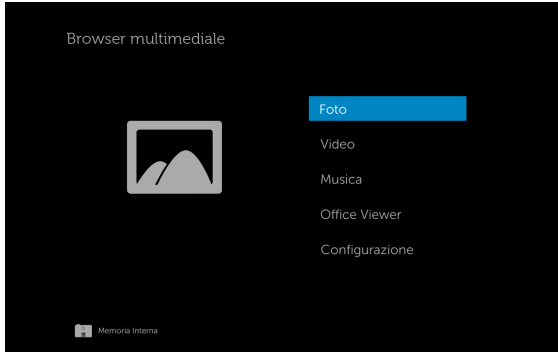 Browser multimediale
Foto
Video
Musica
Office Viewer
Configurazione
Memoria Interna